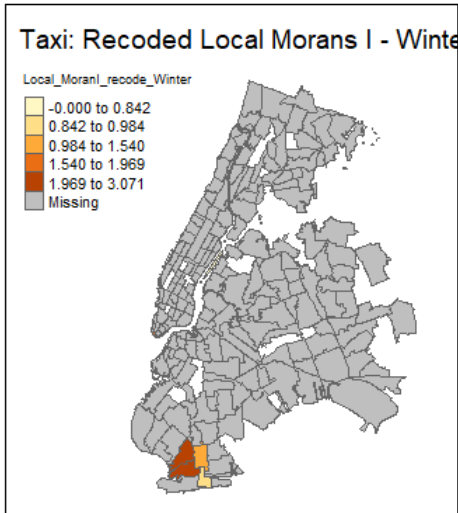 Taxi: Recoded Local Morans I - Winte
Local_MoranI_recode_Winter
-0.000 to 0.842
0.842 to 0.984
0.984 to 1.540
1.540 to 1.969
1.969 to 3.071
Missing